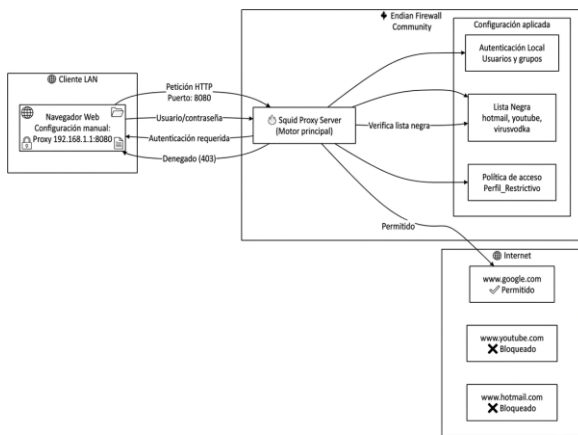 Endian Firewall
Community
Configuración aplicada
Autenticación Local
Usuarios y grupos
Cliente LAN
Petición HTTP
Puerto: 8080
Navegador Web
Configuración manual:
Proxy 192.168.1.1:8080
Usuario/contraseña
Autenticación requerida
Denegado (403)
Squid Proxy Server
(Motor principal)
Verifica lista negra
Lista Negra
hotmail, youtube,
virusvodka
Política de acceso
Perfil_Restrictivo
Permitido
Internet
www.google.com
Permitido
www.youtube.com
Bloqueado
www.hotmail.com
Bloqueado